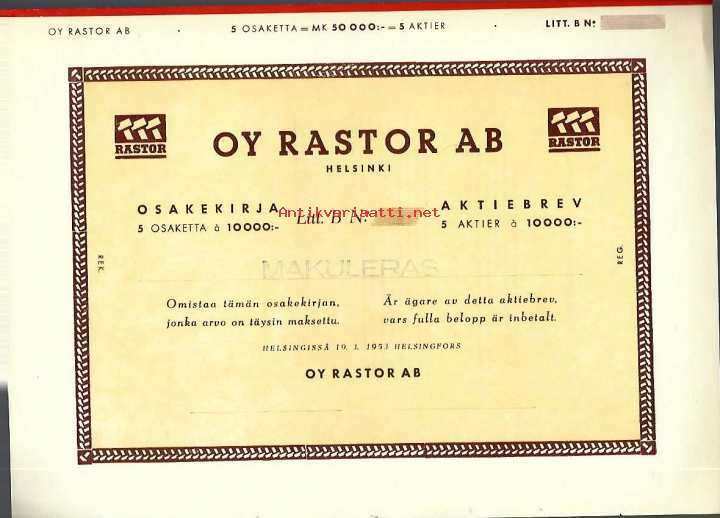 OY RASTOR AB · 5 OSAKETTA = MK 50 000:- = 5 AKTIER · LITT. B No:
RASTOR
RASTOR
OY RASTOR AB
HELSINKI
OSAKEKIRJA
5 OSAKETTA à 10000:-
Litt. B No:
AKTIEBREV
5 AKTIER à 10000:-
Antikvariaatti.net
REK.
REG.
MAKULERAS
Omistaa tämän osakekirjan,
jonka arvo on täysin maksettu.
Är ägare av detta aktiebrev,
vars fulla belopp är inbetalt.
HELSINGISSÄ 19. 1. 1953 HELSINGFORS
OY RASTOR AB